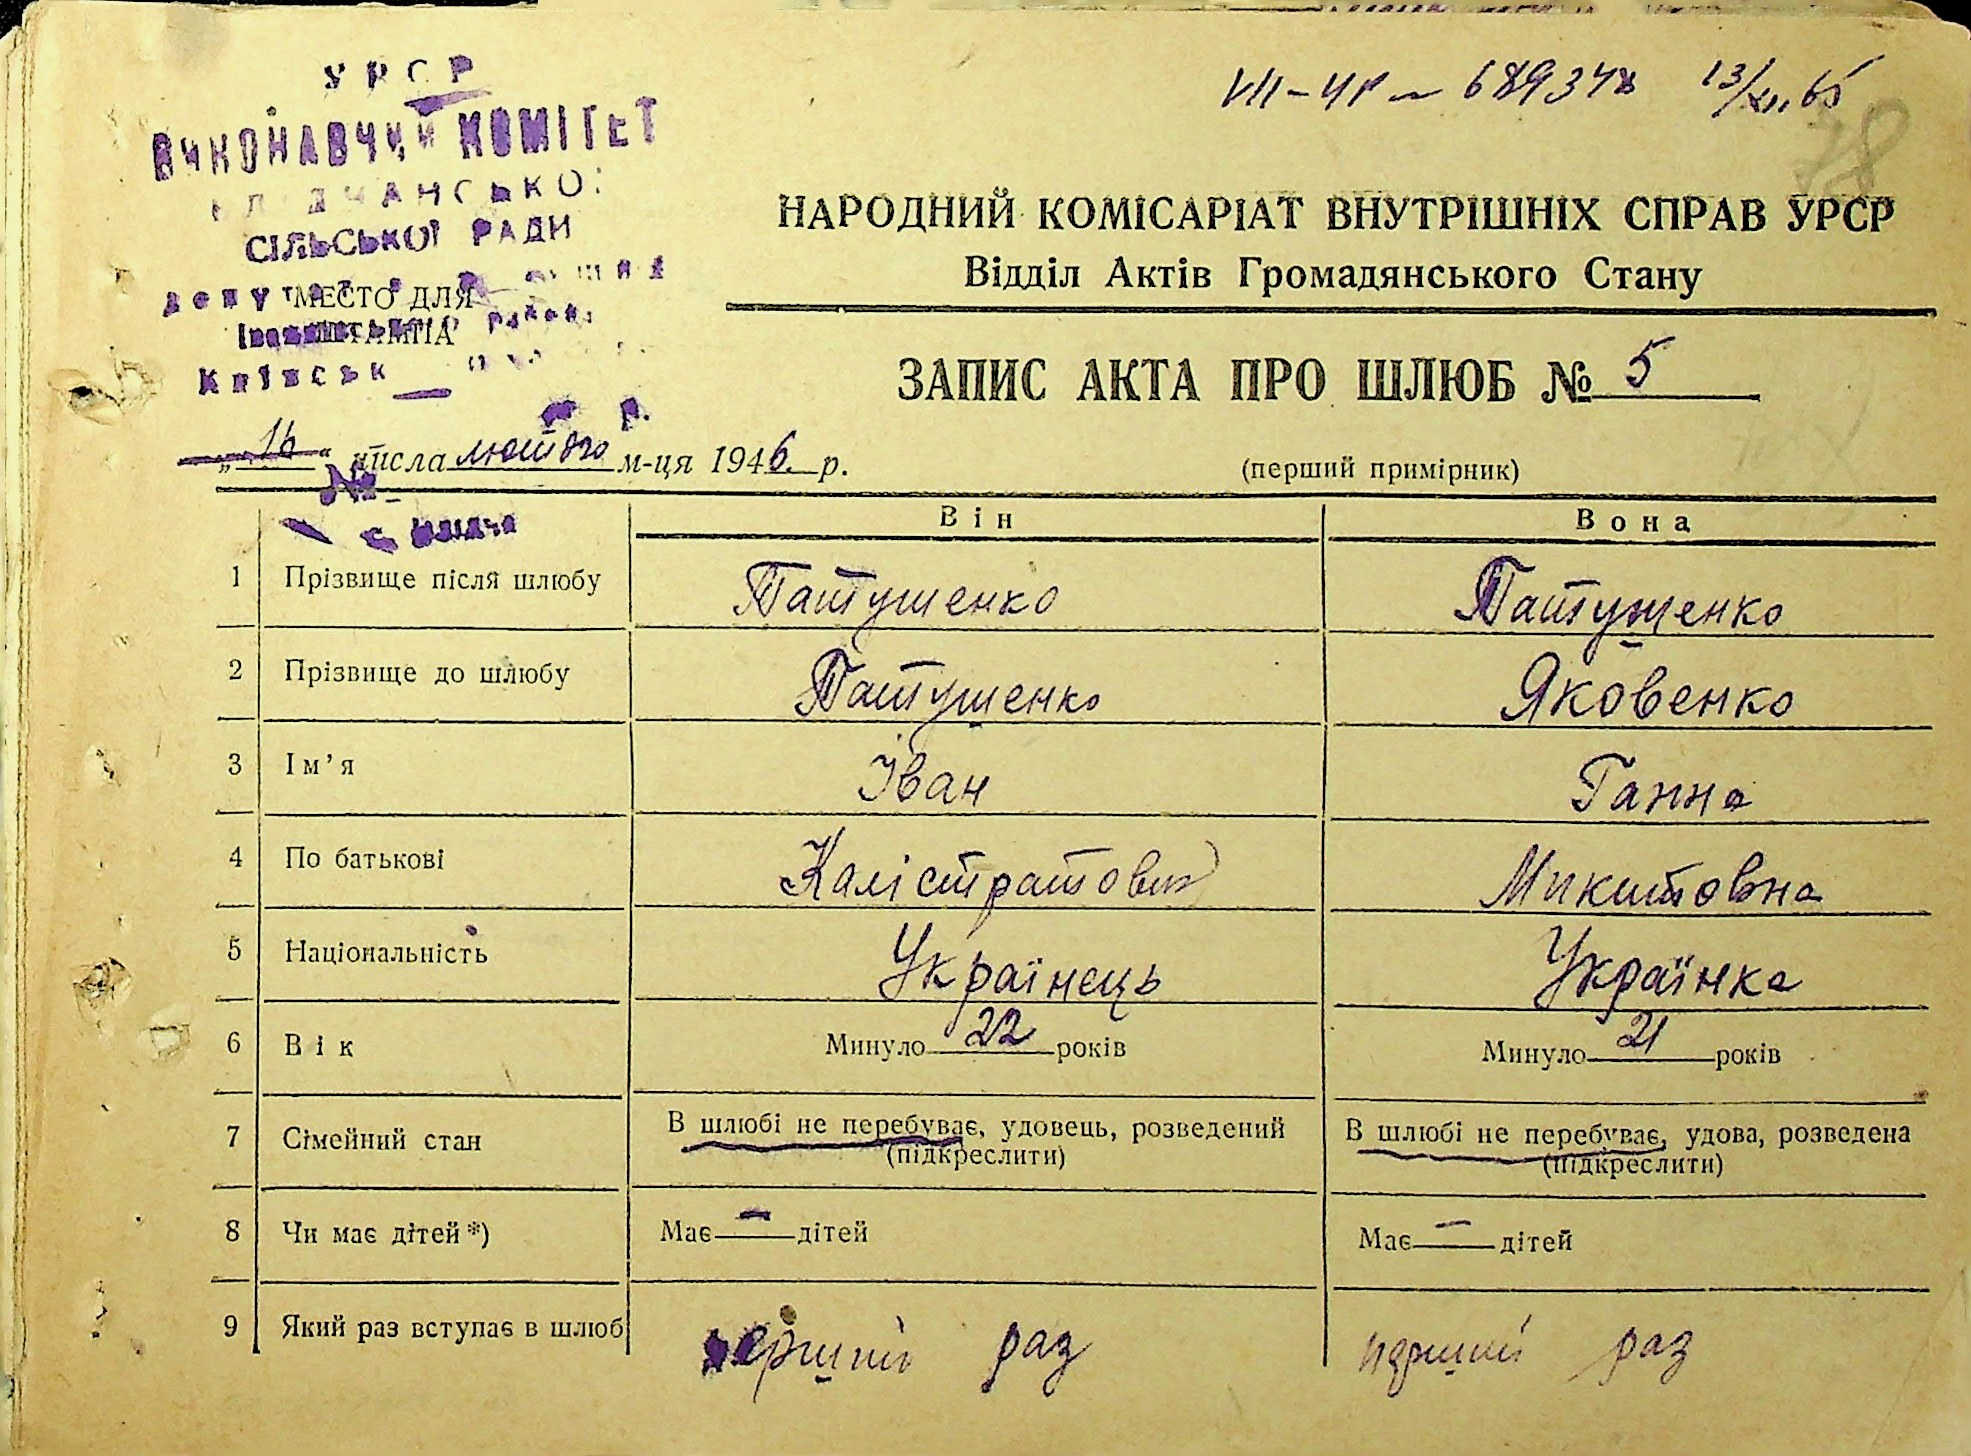 УРСР
ВИКОНАВЧИЙ КОМІТЕТ
СІЛЬСЬКОЇ РАДИ
МЕСТО ДЛЯ
ШТАМПА
Київськ
р.
№
с.
VII-ЧР 689348 13/XII 65
78
НАРОДНИЙ КОМІСАРІАТ ВНУТРІШНІХ СПРАВ УРСР
Відділ Актів Громадянського Стану
ЗАПИС АКТА ПРО ШЛЮБ № 5
„16“ числа лютого м-ця 1946 р.
(перший примірник)
Він Вона
1 Прізвище після шлюбу Патушенко Патушенко
2 Прізвище до шлюбу Патушенко Яковенко
3 Ім’я Іван Ганна
4 По батькові Калістратович Микитовна
5 Національність Українець Українка
6 Вік Минуло 22 років Минуло 21 років
7 Сімейний стан В шлюбі не перебуває, удовець, розведений В шлюбі не перебуває, удова, розведена
(підкреслити) (підкреслити)
8 Чи має дітей*) Має — дітей Має — дітей
9 Який раз вступає в шлюб перший раз перший раз